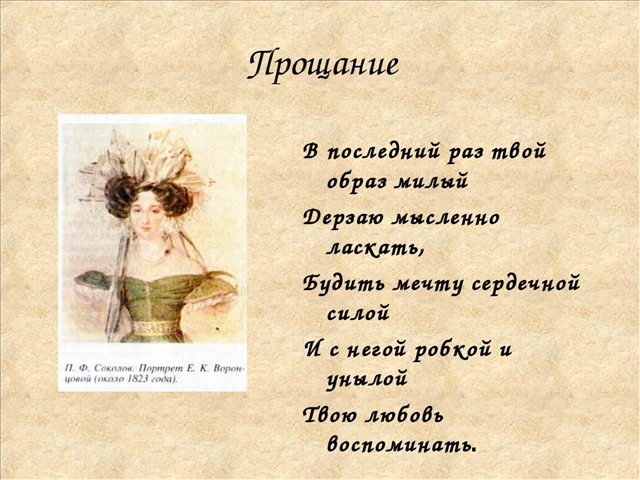 Прощание
П. Ф. Соколов. Портрет Е. К. Ворон-
цовой (около 1823 года).
В последний раз твой
образ милый
Дерзаю мысленно
ласкать,
Будить мечту сердечной
силой
И с негой робкой и
унылой
Твою любовь
воспоминать.